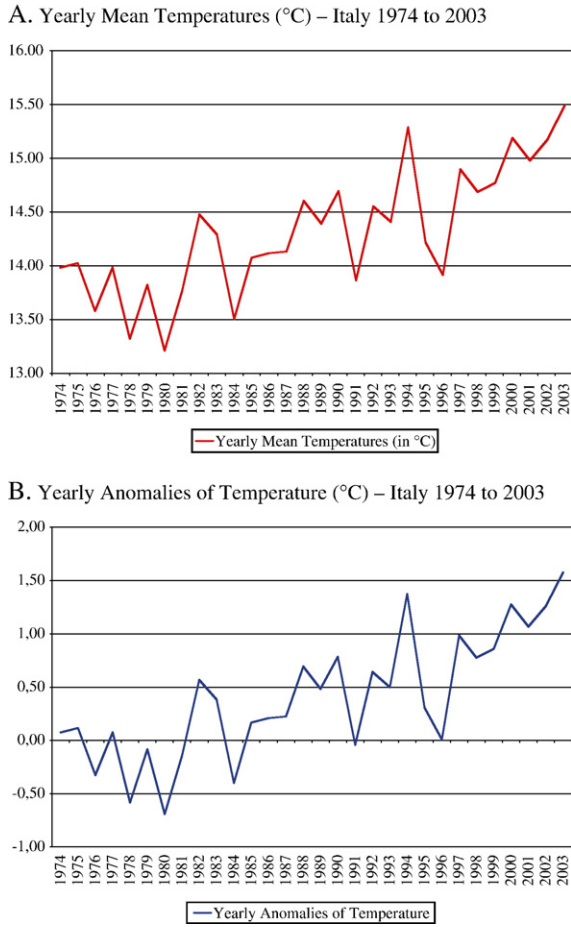 A. Yearly Mean Temperatures (°C) – Italy 1974 to 2003
16.00
15.50
15.00
14.50
14.00
13.50
13.00
1974 1975 1976 1977 1978 1979 1980 1981 1982 1983 1984 1985 1986 1987 1988 1989 1990 1991 1992 1993 1994 1995 1996 1997 1998 1999 2000 2001 2002 2003
Yearly Mean Temperatures (in °C)
B. Yearly Anomalies of Temperature (°C) – Italy 1974 to 2003
2,00
1,50
1,00
0,50
0,00
-0,50
-1,00
1974 1975 1976 1977 1978 1979 1980 1981 1982 1983 1984 1985 1986 1987 1988 1989 1990 1991 1992 1993 1994 1995 1996 1997 1998 1999 2000 2001 2002 2003
Yearly Anomalies of Temperature